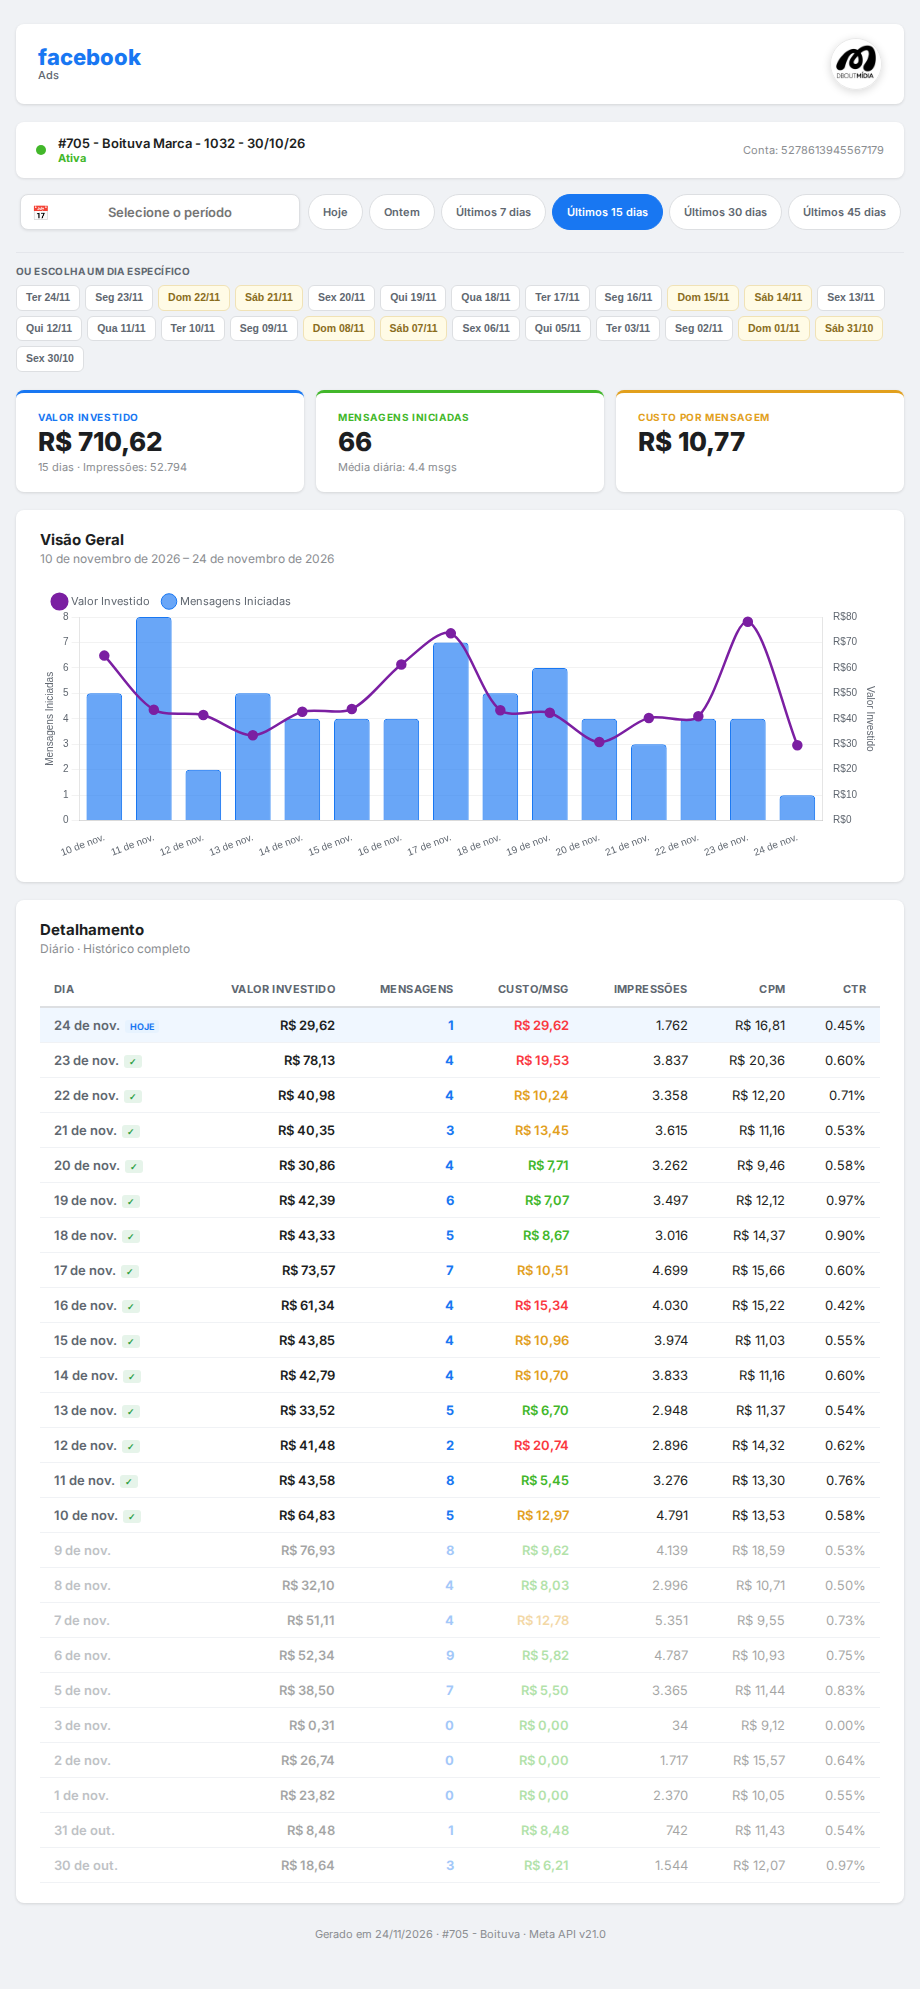 facebook
Ads
DBOUTMÍDIA
#705 - Boituva Marca - 1032 - 30/10/26
Ativa
Conta: 5278613945567179
📅 Selecione o período Hoje Ontem Últimos 7 dias Últimos 15 dias Últimos 30 dias Últimos 45 dias
OU ESCOLHA UM DIA ESPECÍFICO
Ter 24/11 Seg 23/11 Dom 22/11 Sáb 21/11 Sex 20/11 Qui 19/11 Qua 18/11 Ter 17/11 Seg 16/11 Dom 15/11 Sáb 14/11 Sex 13/11
Qui 12/11 Qua 11/11 Ter 10/11 Seg 09/11 Dom 08/11 Sáb 07/11 Sex 06/11 Qui 05/11 Ter 03/11 Seg 02/11 Dom 01/11 Sáb 31/10
Sex 30/10
VALOR INVESTIDO
R$ 710,62
15 dias · Impressões: 52.794
MENSAGENS INICIADAS
66
Média diária: 4.4 msgs
CUSTO POR MENSAGEM
R$ 10,77
Visão Geral
10 de novembro de 2026 – 24 de novembro de 2026
Valor Investido Mensagens Iniciadas
Mensagens Iniciadas
8 R$80
7 R$70
6 R$60
5 R$50
4 R$40
3 R$30
2 R$20
1 R$10
0 R$0
Valor Investido
10 de nov. 11 de nov. 12 de nov. 13 de nov. 14 de nov. 15 de nov. 16 de nov. 17 de nov. 18 de nov. 19 de nov. 20 de nov. 21 de nov. 22 de nov. 23 de nov. 24 de nov.
Detalhamento
Diário · Histórico completo
DIA VALOR INVESTIDO MENSAGENS CUSTO/MSG IMPRESSÕES CPM CTR
24 de nov. HOJE R$ 29,62 1 R$ 29,62 1.762 R$ 16,81 0.45%
23 de nov. ✓ R$ 78,13 4 R$ 19,53 3.837 R$ 20,36 0.60%
22 de nov. ✓ R$ 40,98 4 R$ 10,24 3.358 R$ 12,20 0.71%
21 de nov. ✓ R$ 40,35 3 R$ 13,45 3.615 R$ 11,16 0.53%
20 de nov. ✓ R$ 30,86 4 R$ 7,71 3.262 R$ 9,46 0.58%
19 de nov. ✓ R$ 42,39 6 R$ 7,07 3.497 R$ 12,12 0.97%
18 de nov. ✓ R$ 43,33 5 R$ 8,67 3.016 R$ 14,37 0.90%
17 de nov. ✓ R$ 73,57 7 R$ 10,51 4.699 R$ 15,66 0.60%
16 de nov. ✓ R$ 61,34 4 R$ 15,34 4.030 R$ 15,22 0.42%
15 de nov. ✓ R$ 43,85 4 R$ 10,96 3.974 R$ 11,03 0.55%
14 de nov. ✓ R$ 42,79 4 R$ 10,70 3.833 R$ 11,16 0.60%
13 de nov. ✓ R$ 33,52 5 R$ 6,70 2.948 R$ 11,37 0.54%
12 de nov. ✓ R$ 41,48 2 R$ 20,74 2.896 R$ 14,32 0.62%
11 de nov. ✓ R$ 43,58 8 R$ 5,45 3.276 R$ 13,30 0.76%
10 de nov. ✓ R$ 64,83 5 R$ 12,97 4.791 R$ 13,53 0.58%
9 de nov. R$ 76,93 8 R$ 9,62 4.139 R$ 18,59 0.53%
8 de nov. R$ 32,10 4 R$ 8,03 2.996 R$ 10,71 0.50%
7 de nov. R$ 51,11 4 R$ 12,78 5.351 R$ 9,55 0.73%
6 de nov. R$ 52,34 9 R$ 5,82 4.787 R$ 10,93 0.75%
5 de nov. R$ 38,50 7 R$ 5,50 3.365 R$ 11,44 0.83%
3 de nov. R$ 0,31 0 R$ 0,00 34 R$ 9,12 0.00%
2 de nov. R$ 26,74 0 R$ 0,00 1.717 R$ 15,57 0.64%
1 de nov. R$ 23,82 0 R$ 0,00 2.370 R$ 10,05 0.55%
31 de out. R$ 8,48 1 R$ 8,48 742 R$ 11,43 0.54%
30 de out. R$ 18,64 3 R$ 6,21 1.544 R$ 12,07 0.97%
Gerado em 24/11/2026 · #705 - Boituva · Meta API v21.0